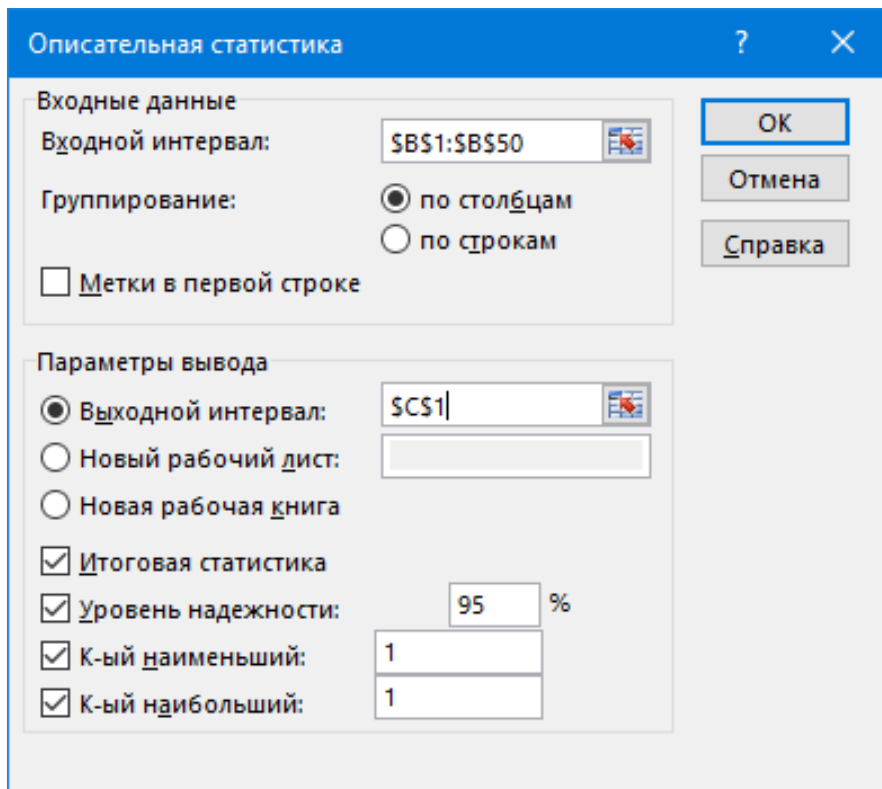 Описательная статистика ? ×
Входные данные
Входной интервал: $B$1:$B$50
Группирование: по столбцам
по строкам
Метки в первой строке
OK
Отмена
Справка
Параметры вывода
Выходной интервал: $C$1
Новый рабочий лист:
Новая рабочая книга
Итоговая статистика
Уровень надежности: 95 %
К-ый наименьший: 1
К-ый наибольший: 1